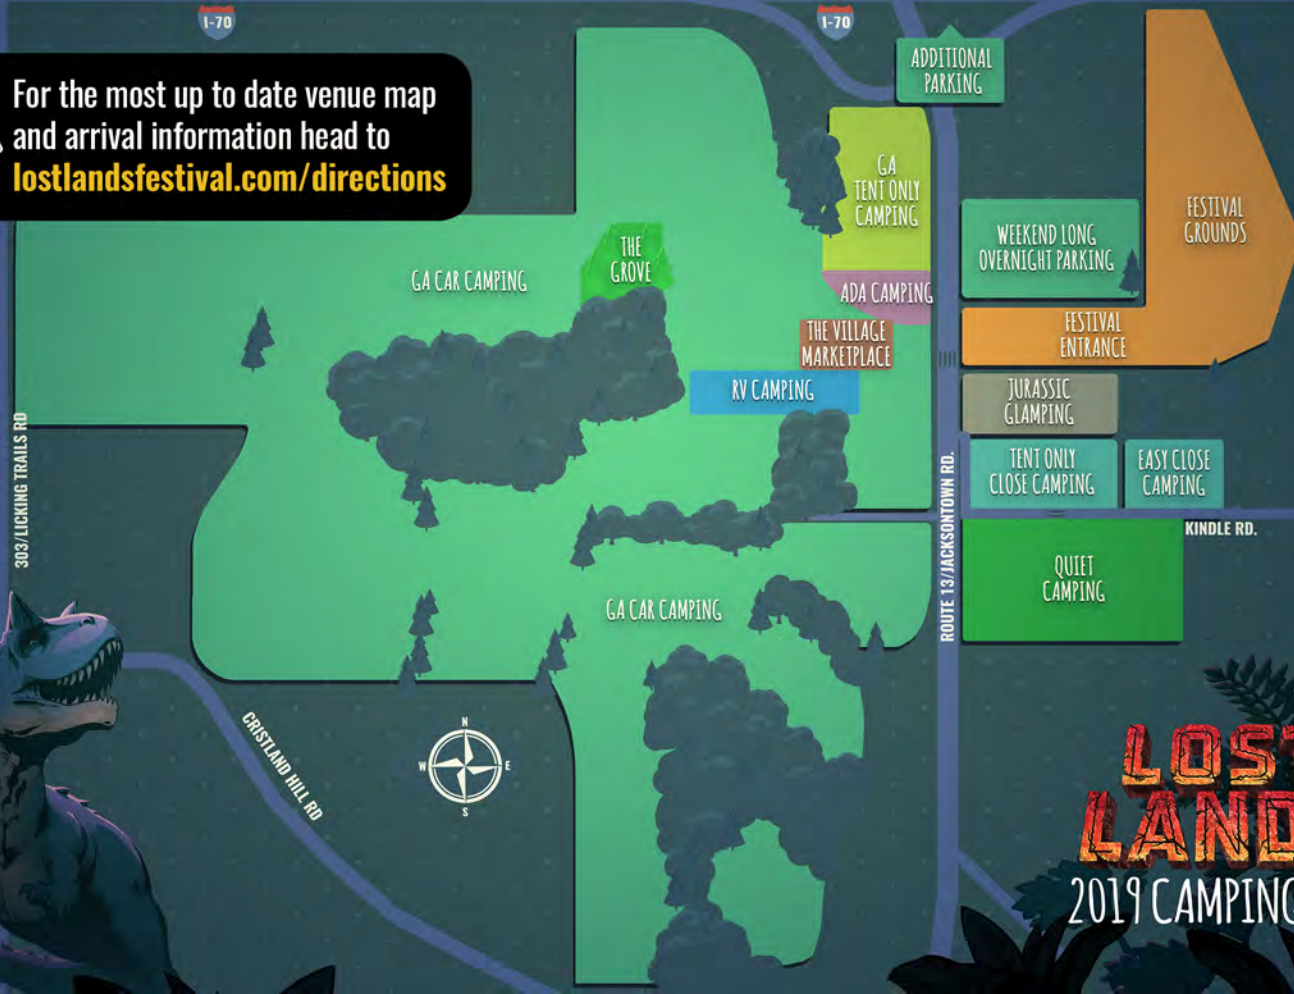 I-70
I-70
For the most up to date venue map
and arrival information head to
lostlandsfestival.com/directions
ADDITIONAL
PARKING
GA
TENT ONLY
CAMPING
FESTIVAL
GROUNDS
WEEKEND LONG
OVERNIGHT PARKING
THE
GROVE
GA CAR CAMPING
ADA CAMPING
THE VILLAGE
MARKETPLACE
FESTIVAL
ENTRANCE
RV CAMPING
JURASSIC
GLAMPING
TENT ONLY
CLOSE CAMPING
EASY CLOSE
CAMPING
303/LICKING TRAILS RD
ROUTE 13/JACKSONTOWN RD.
KINDLE RD.
QUIET
CAMPING
GA CAR CAMPING
CRISTLAND HILL RD
N
W
E
S
LOST
LAND
2019 CAMPING